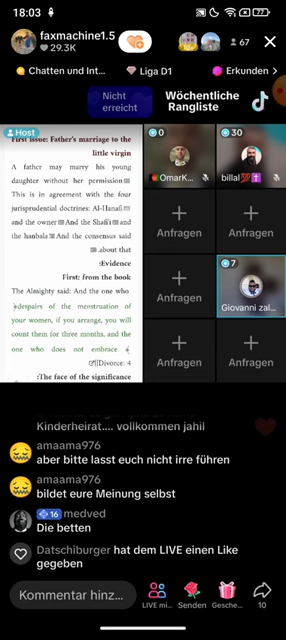 18:03
77
faxmachine1.5
29.3K
67
Chatten und Int...
Liga D1
Erkunden
Nicht
erreicht
Wöchentliche
Rangliste
Host
First issue: Father's marriage to the
little virgin
A father may marry his young
daughter without her permission
This is in agreement with the four
jurisprudential doctrines: Al-Hanafi
and the owner And the Shafi'i and
the hanbala And the consensus said
.about that
:Evidence
First: from the book
The Almighty said: And the one who
despairs of the menstruation of
your women, if you arrange, you will
count them for three months, and the
one who does not embrace
[Divorce: 4
:The face of the significance
0
OmarK...
30
billal
Anfragen
Anfragen
Anfragen
7
Giovanni zal...
Anfragen
Anfragen
Kinderheirat.... vollkommen jahil
amaama976
aber bitte lasst euch nicht irre führen
amaama976
bildet eure Meinung selbst
16 medved
Die betten
Datschiburger hat dem LIVE einen Like
gegeben
Kommentar hinz...
LIVE mi...
Senden
Gesche...
10